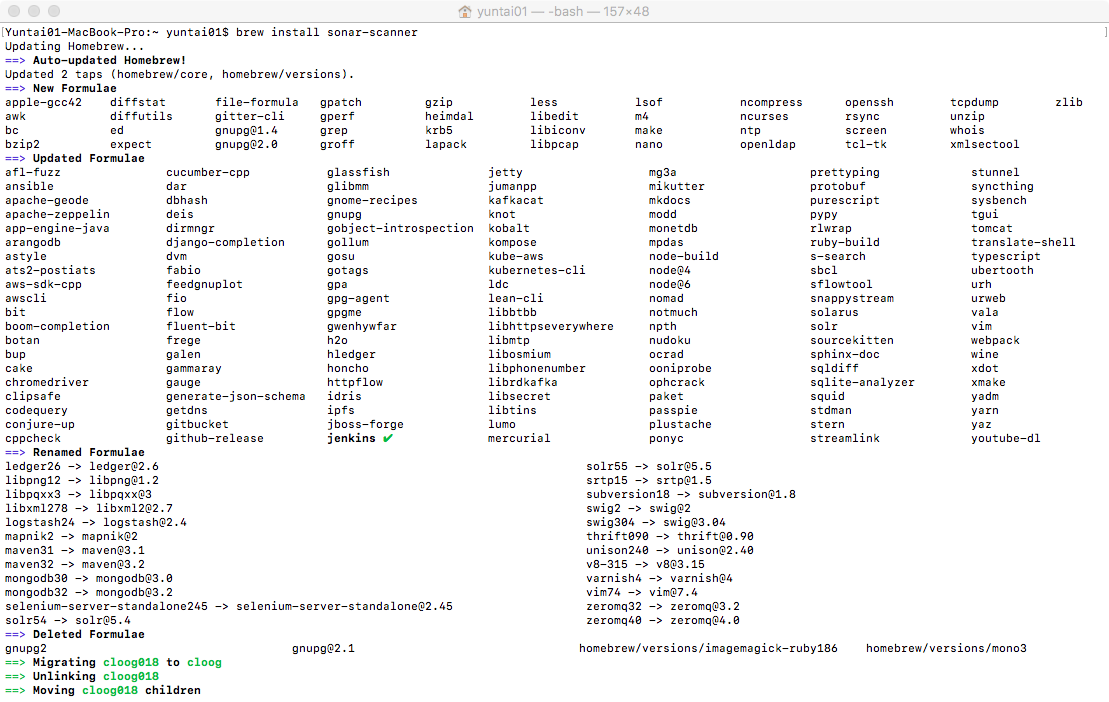 yuntai01 — -bash — 157×48
[Yuntai01-MacBook-Pro:~ yuntai01$ brew install sonar-scanner ]
Updating Homebrew...
==> Auto-updated Homebrew!
Updated 2 taps (homebrew/core, homebrew/versions).
==> New Formulae
apple-gcc42 diffstat file-formula gpatch gzip less lsof ncompress openssh tcpdump zlib
awk diffutils gitter-cli gperf heimdal libedit m4 ncurses rsync unzip
bc ed gnupg@1.4 grep krb5 libiconv make ntp screen whois
bzip2 expect gnupg@2.0 groff lapack libpcap nano openldap tcl-tk xmlsectool
==> Updated Formulae
afl-fuzz cucumber-cpp glassfish jetty mg3a prettyping stunnel
ansible dar glibmm jumanpp mikutter protobuf syncthing
apache-geode dbhash gnome-recipes kafkacat mkdocs purescript sysbench
apache-zeppelin deis gnupg knot modd pypy tgui
app-engine-java dirmngr gobject-introspection kobalt monetdb rlwrap tomcat
arangodb django-completion gollum kompose mpdas ruby-build translate-shell
astyle dvm gosu kube-aws node-build s-search typescript
ats2-postiats fabio gotags kubernetes-cli node@4 sbcl ubertooth
aws-sdk-cpp feedgnuplot gpa ldc node@6 sflowtool urh
awscli fio gpg-agent lean-cli nomad snappystream urweb
bit flow gpgme libbtbb notmuch solarus vala
boom-completion fluent-bit gwenhywfar libhttpseverywhere npth solr vim
botan frege h2o libmtp nudoku sourcekitten webpack
bup galen hledger libosmium ocrad sphinx-doc wine
cake gammaray honcho libphonenumber ooniprobe sqldiff xdot
chromedriver gauge httpflow librdkafka ophcrack sqlite-analyzer xmake
clipsafe generate-json-schema idris libsecret paket squid yadm
codequery getdns ipfs libtins passpie stdman yarn
conjure-up gitbucket jboss-forge lumo plustache stern yaz
cppcheck github-release jenkins ✔ mercurial ponyc streamlink youtube-dl
==> Renamed Formulae
ledger26 -> ledger@2.6 solr55 -> solr@5.5
libpng12 -> libpng@1.2 srtp15 -> srtp@1.5
libpqxx3 -> libpqxx@3 subversion18 -> subversion@1.8
libxml278 -> libxml2@2.7 swig2 -> swig@2
logstash24 -> logstash@2.4 swig304 -> swig@3.04
mapnik2 -> mapnik@2 thrift090 -> thrift@0.90
maven31 -> maven@3.1 unison240 -> unison@2.40
maven32 -> maven@3.2 v8-315 -> v8@3.15
mongodb30 -> mongodb@3.0 varnish4 -> varnish@4
mongodb32 -> mongodb@3.2 vim74 -> vim@7.4
selenium-server-standalone245 -> selenium-server-standalone@2.45 zeromq32 -> zeromq@3.2
solr54 -> solr@5.4 zeromq40 -> zeromq@4.0
==> Deleted Formulae
gnupg2 gnupg@2.1 homebrew/versions/imagemagick-ruby186 homebrew/versions/mono3
==> Migrating cloog018 to cloog
==> Unlinking cloog018
==> Moving cloog018 children